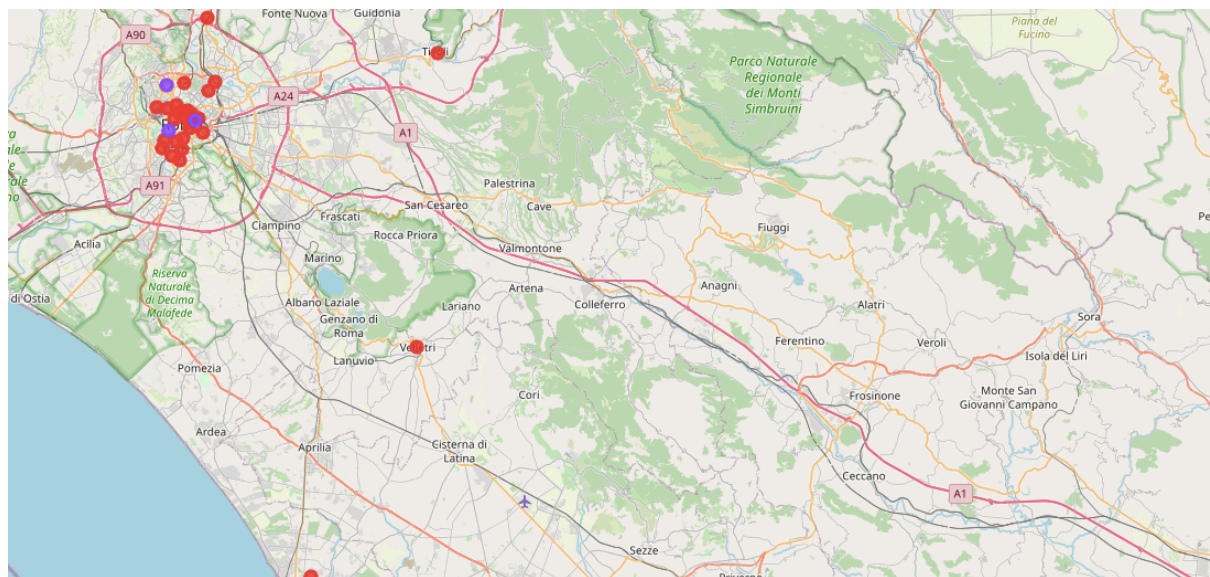 Fonte Nuova
Guidonia
A90
Piana del
Fucino
Parco Naturale
Regionale
dei Monti
Simbruini
A24
A1
A91
Palestrina
Cave
San Cesareo
Frascati
Ciampino
Rocca Priora
Fiuggi
Acilia
Marino
Valmontone
Riserva
Naturale
di Decima
Malafede
di Ostia
Albano Laziale
Artena
Anagni
Lariano
Colleferro
Alatri
Genzano di
Roma
Sora
Lanuvio
Ferentino
Veroli
Isola del Liri
Pomezia
Cori
Frosinone
Monte San
Giovanni Campano
Ardea
Aprilia
Cisterna di
Latina
Ceccano
A1
Sezze